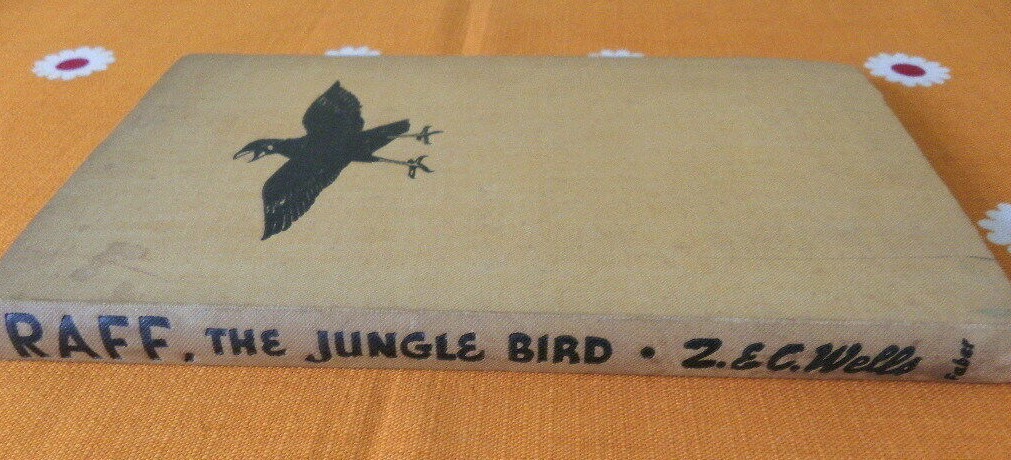 RAFF, THE JUNGLE BIRD • Z. & C. Wells Faber